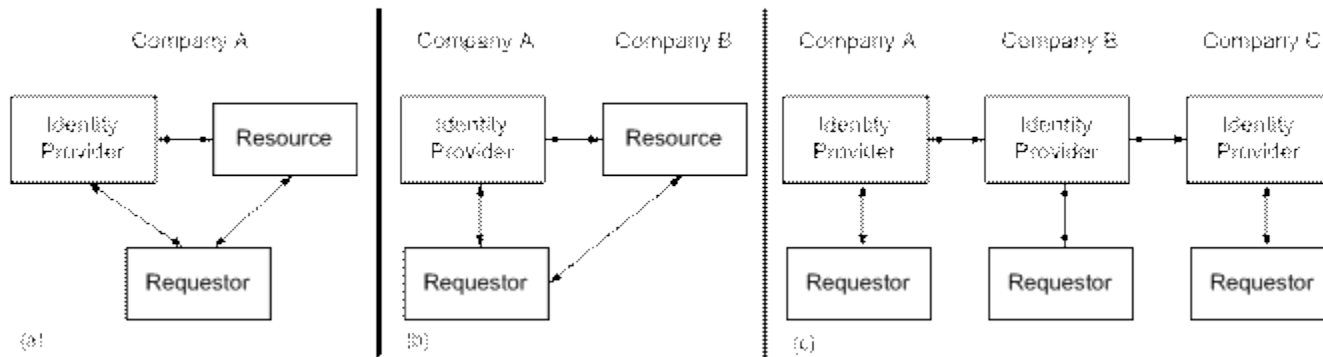 Company A
Identity
Provider
Resource
Requestor
(a)
Company A
Company B
Identity
Provider
Resource
Requestor
(b)
Company A
Company B
Company C
Identity
Provider
Identity
Provider
Identity
Provider
Requestor
Requestor
Requestor
(c)